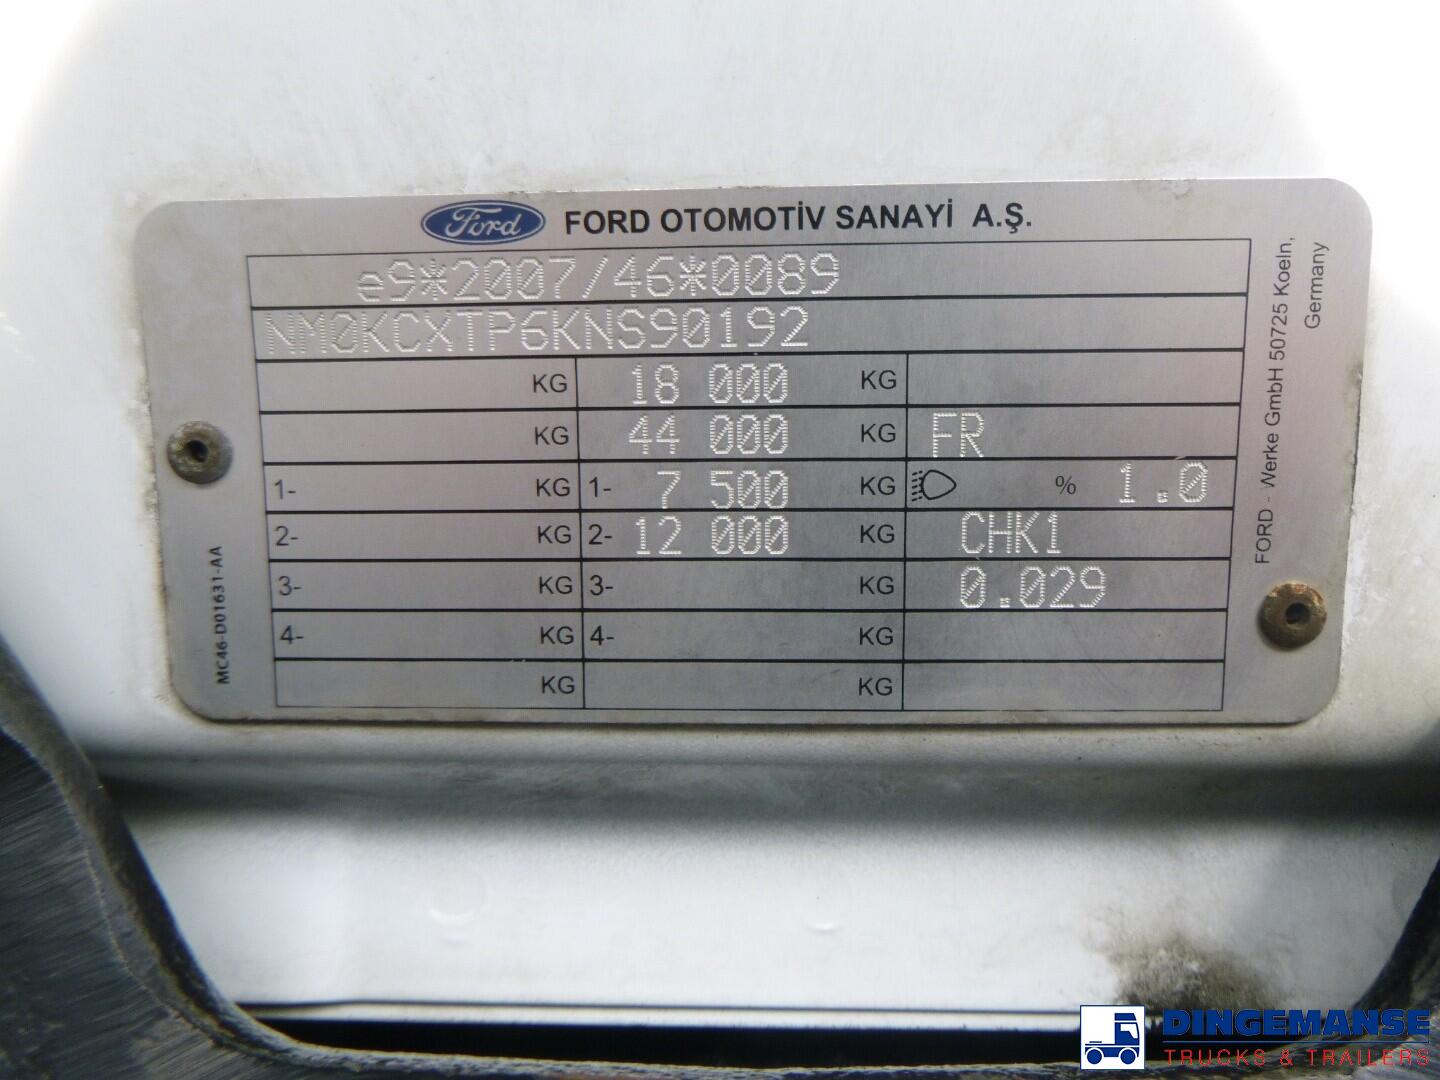 Ford FORD OTOMOTİV SANAYİ A.Ş.
e9*2007/46*0089
NM0KCXTP6KNS90192
KG 18 000 KG
KG 44 000 KG FR
1- KG 1- 7 500 KG % 1.0
2- KG 2- 12 000 KG CHK1
3- KG 3- KG 0.029
4- KG 4- KG
KG KG
MC46-D01631-AA
FORD - Werke GmbH 50725 Koeln,
Germany
DINGEMANSE
TRUCKS & TRAILERS